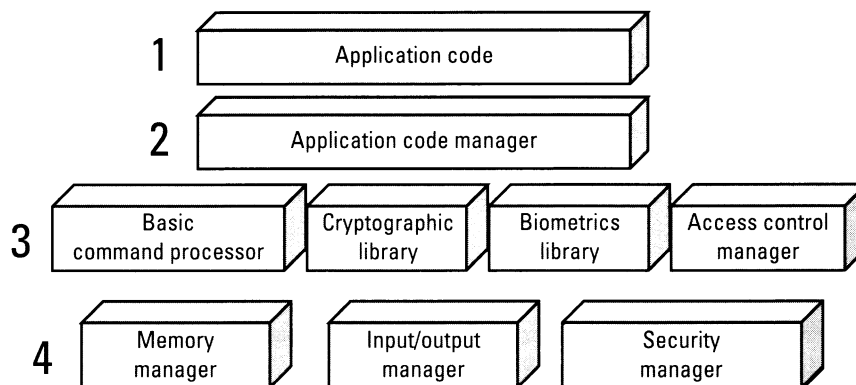 1 Application code
2 Application code manager
3
Basic
command processor
Cryptographic
library
Biometrics
library
Access control
manager
4
Memory
manager
Input/output
manager
Security
manager